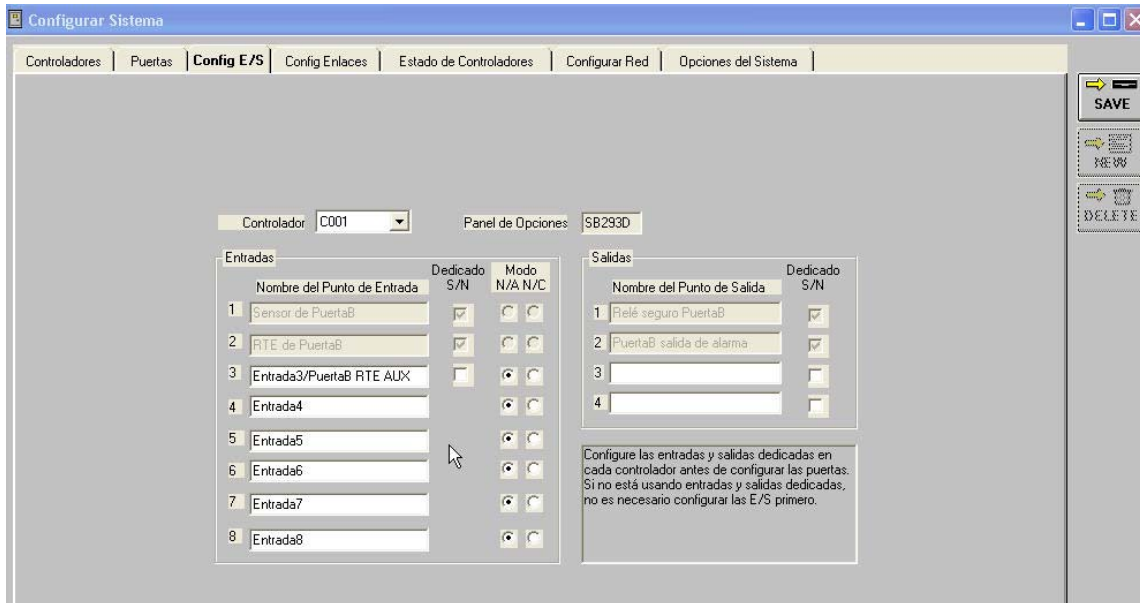 Configurar Sistema
Controladores Puertas Config E/S Config Enlaces Estado de Controladores Configurar Red Opciones del Sistema
SAVE
NEW
DELETE
Controlador C001 Panel de Opciones SB293D
Entradas
Dedicado Modo
Nombre del Punto de Entrada S/N N/A N/C
1 Sensor de PuertaB
2 RTE de PuertaB
3 Entrada3/PuertaB RTE AUX
4 Entrada4
5 Entrada5
6 Entrada6
7 Entrada7
8 Entrada8
Salidas
Dedicado
Nombre del Punto de Salida S/N
1 Relé seguro PuertaB
2 PuertaB salida de alarma
3
4
Configure las entradas y salidas dedicadas en
cada controlador antes de configurar las puertas.
Si no está usando entradas y salidas dedicadas,
no es necesario configurar las E/S primero.